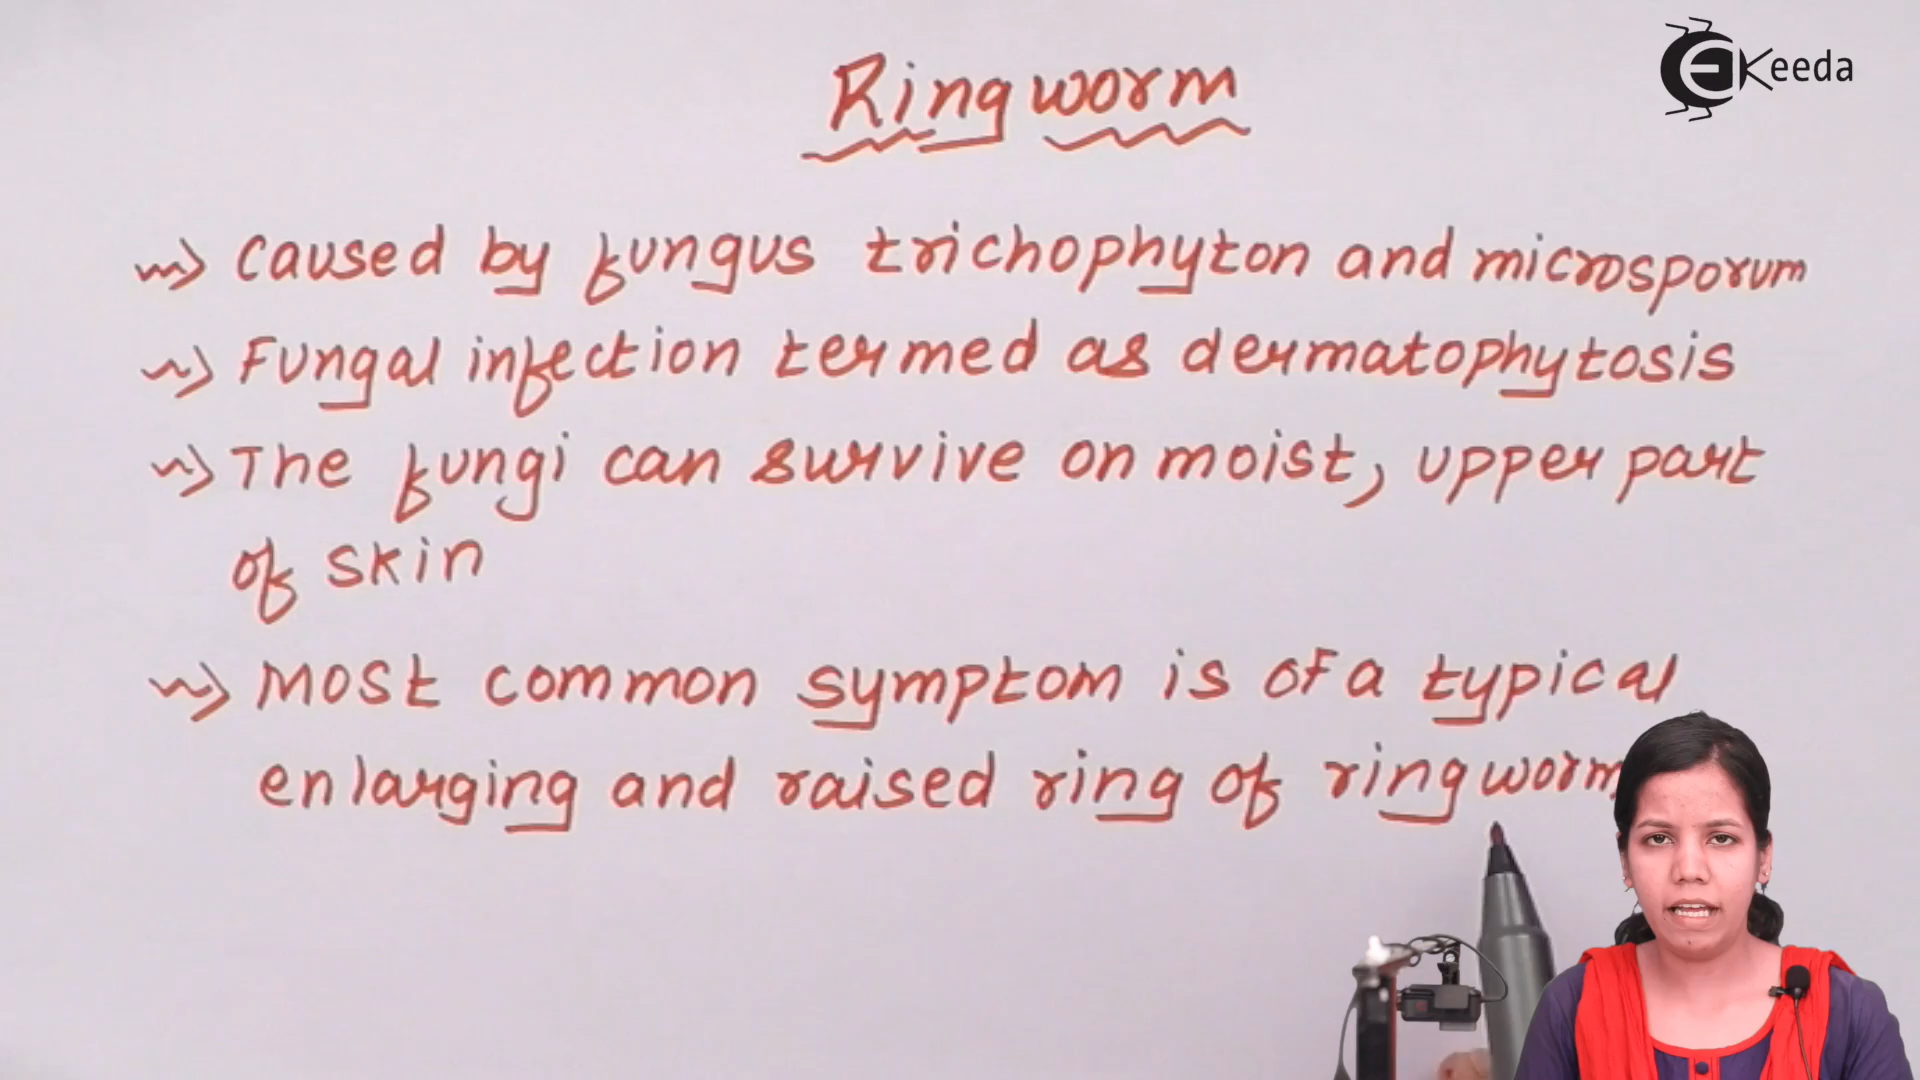 Ringworm
EKeeda
Caused by fungus trichophyton and microsporum
Fungal infection termed as dermatophytosis
The fungi can survive on moist, upper part
of skin
Most common symptom is of a typical
enlarging and raised ring of ringworm